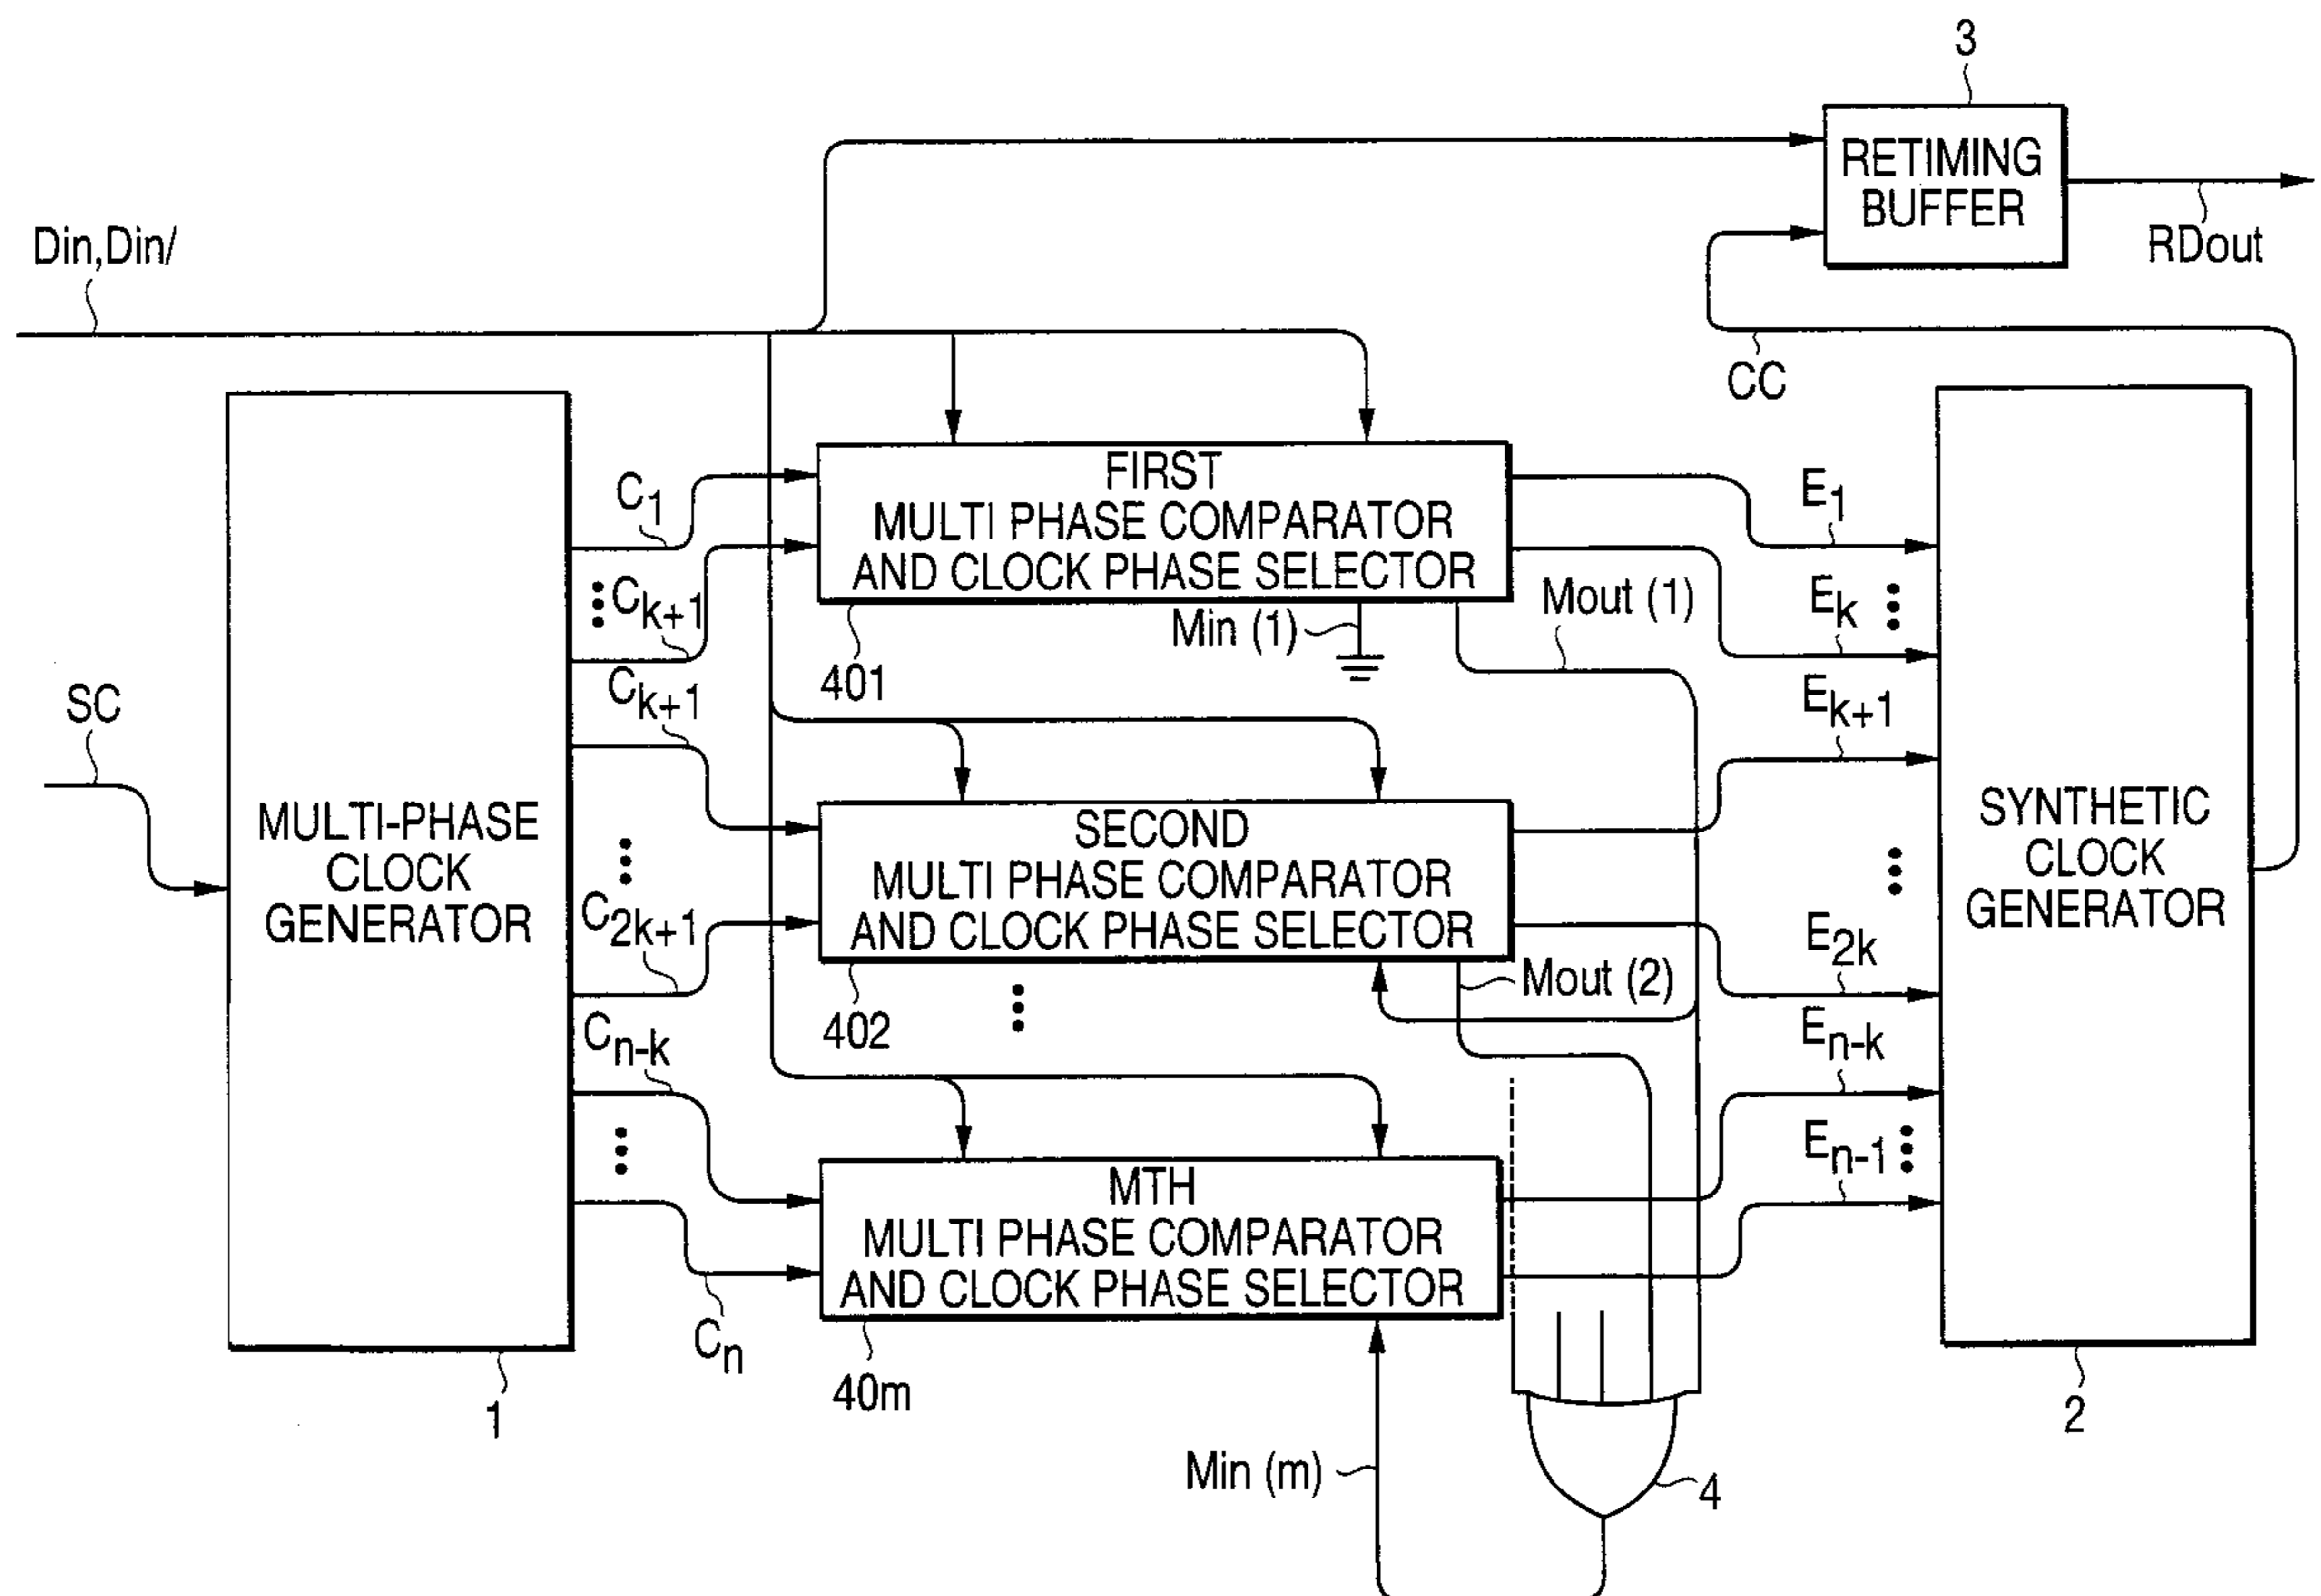 3
RETIMING
BUFFER
Din,Din/
RDout
CC
C1
FIRST
MULTI PHASE COMPARATOR
AND CLOCK PHASE SELECTOR
E1
Ck+1
Min (1)
Mout (1)
Ek
401
Ck+1
Ek+1
SC
MULTI-PHASE
CLOCK
GENERATOR
SECOND
MULTI PHASE COMPARATOR
AND CLOCK PHASE SELECTOR
SYNTHETIC
CLOCK
GENERATOR
C2k+1
E2k
Mout (2)
402
Cn-k
En-k
MTH
MULTI PHASE COMPARATOR
AND CLOCK PHASE SELECTOR
En-1
Cn
40m
1
2
Min (m)
4